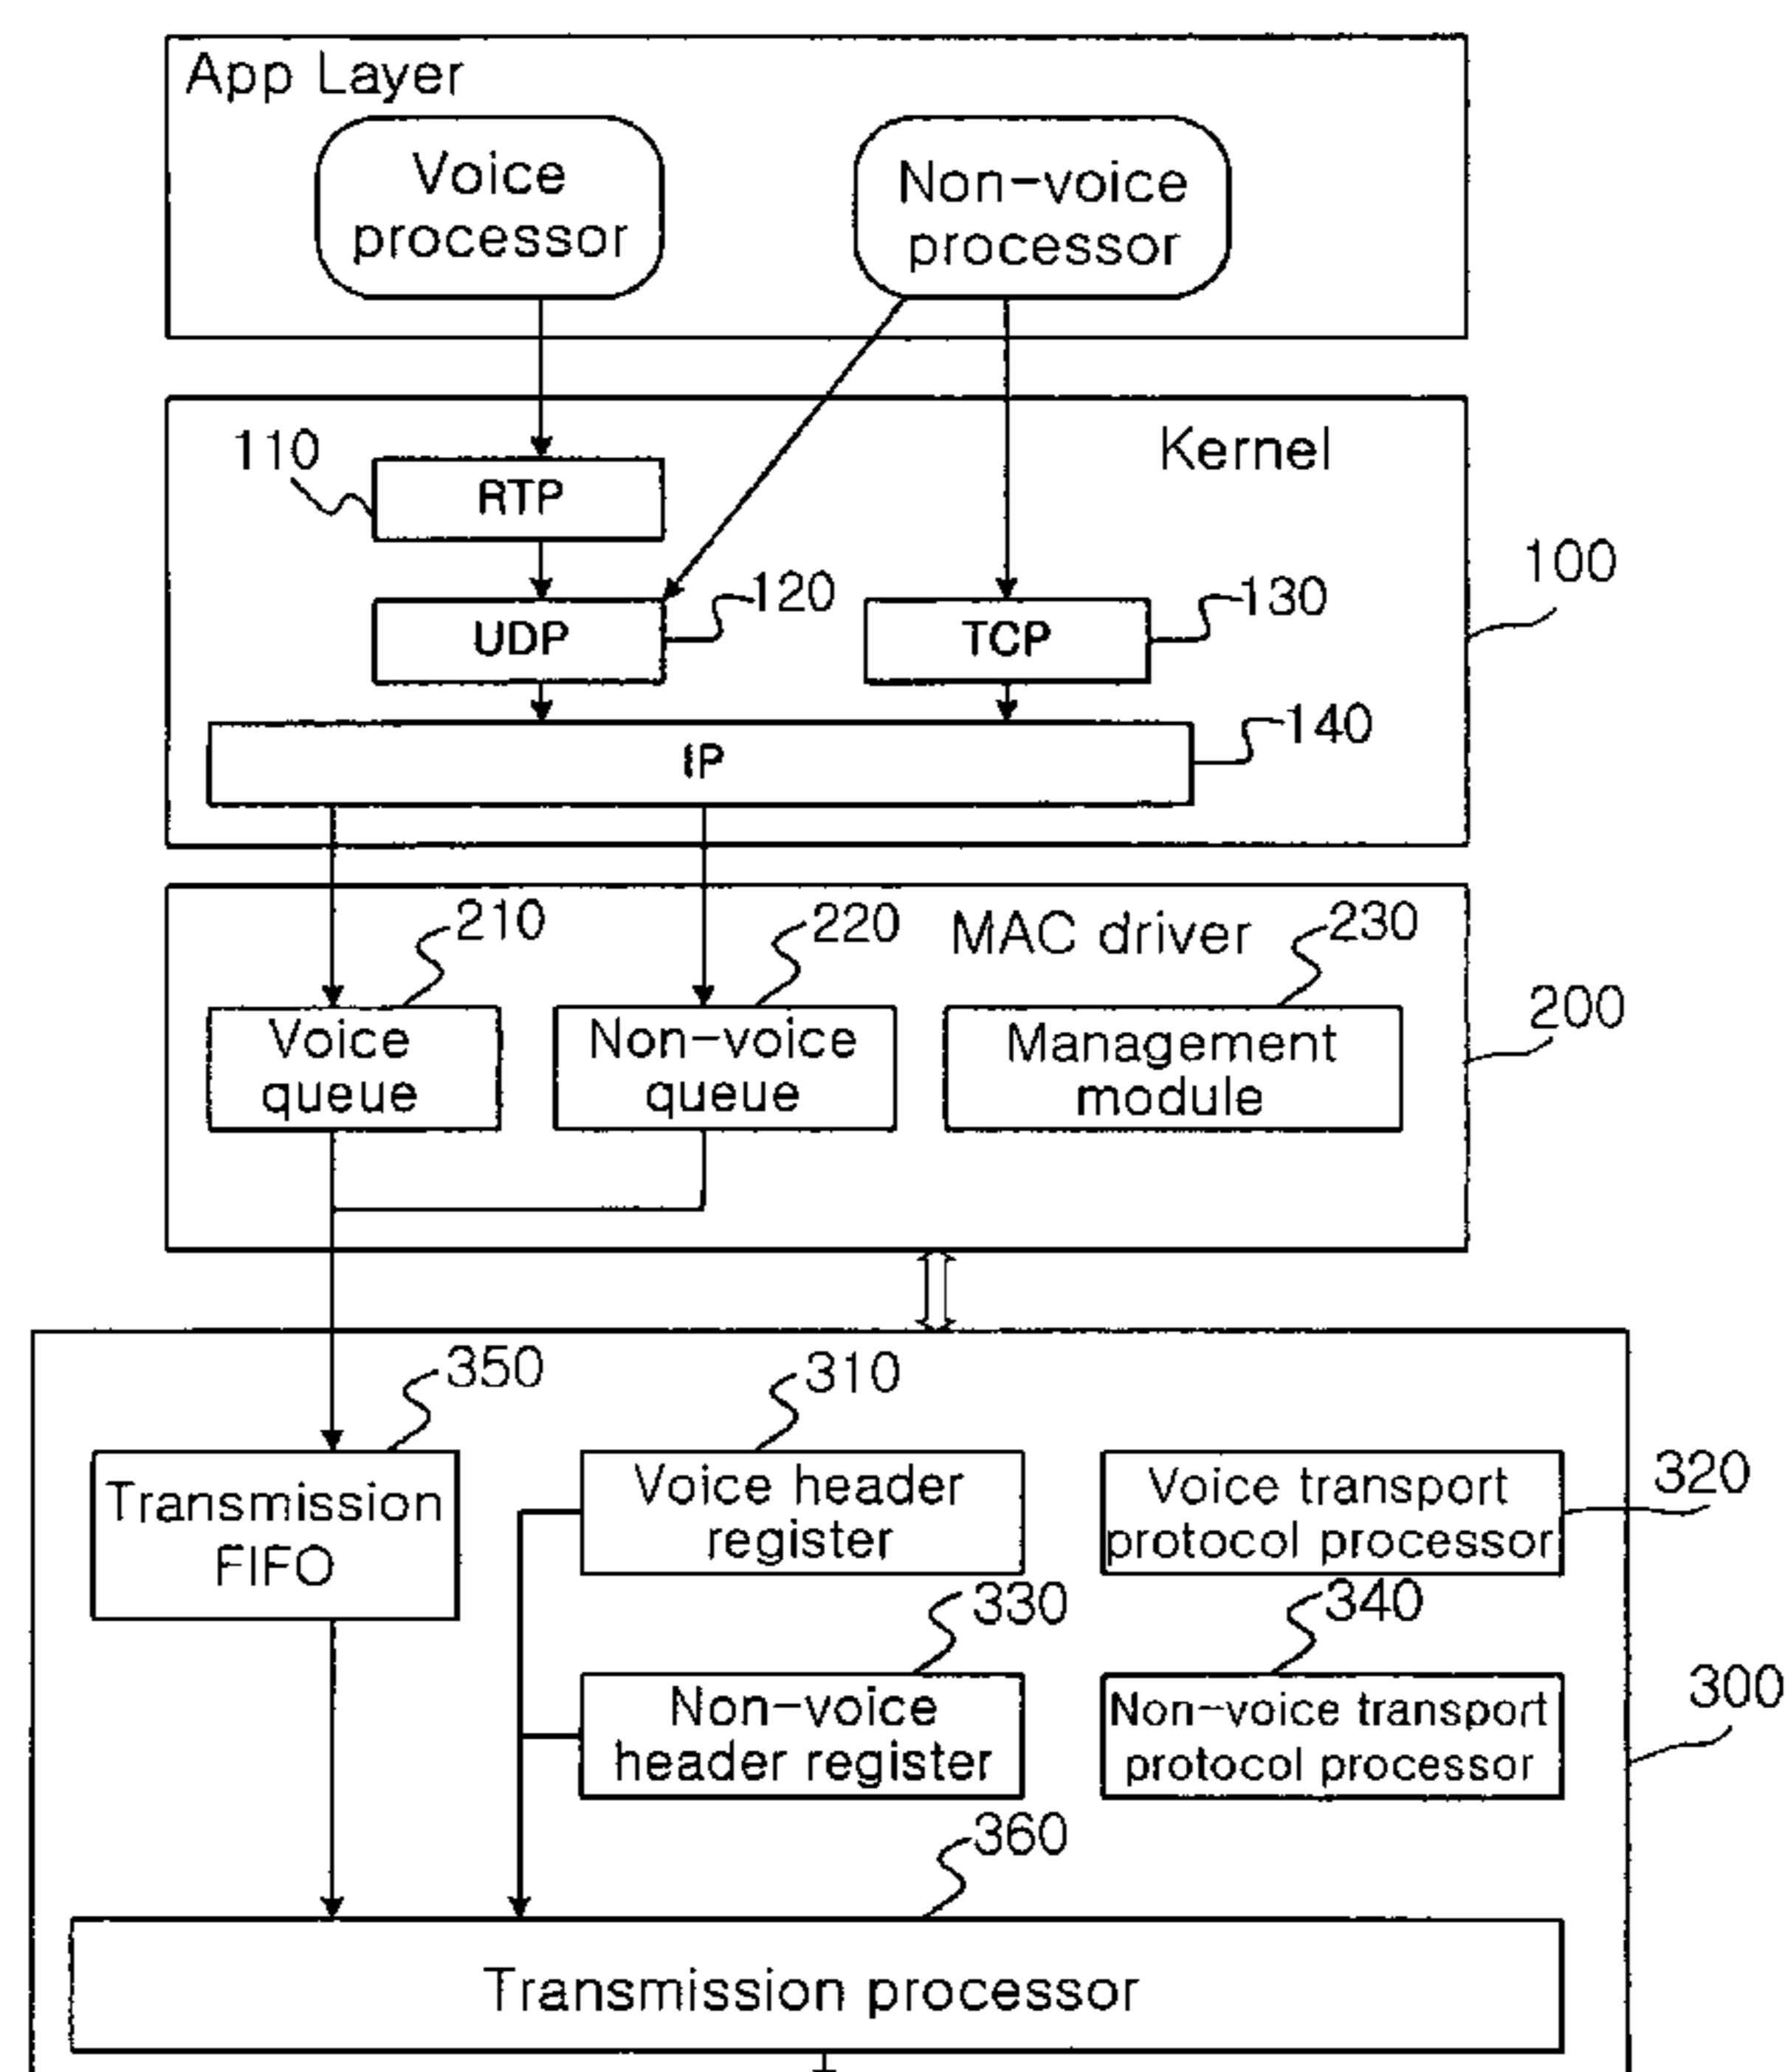 App Layer
Voice
processor
Non-voice
processor
Kernel
110
RTP
100
UDP
120
TCP
130
IP
140
MAC driver
210
220
230
200
Voice
queue
Non-voice
queue
Management
module
350
310
Transmission
FIFO
Voice header
register
Voice transport
protocol processor
320
330
340
Non-voice
header register
Non-voice transport
protocol processor
300
360
Transmission processor